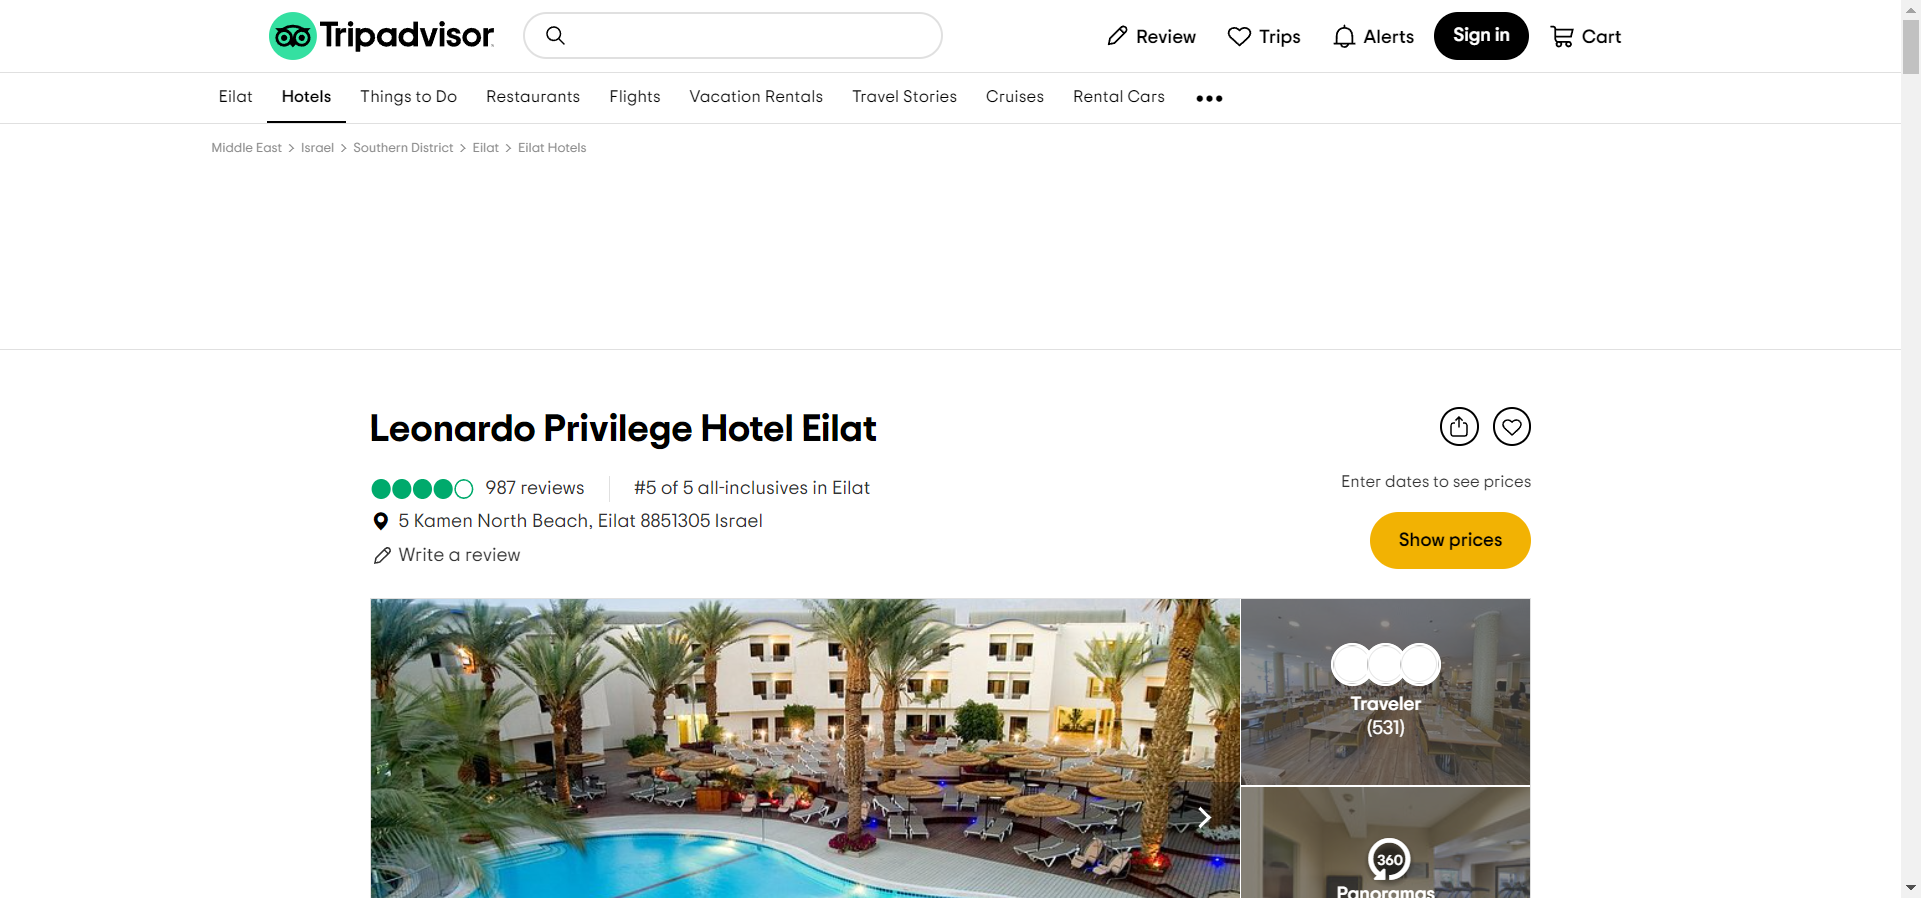 Tripadvisor
Review
Trips
Alerts
Sign in
Cart
Eilat
Hotels
Things to Do
Restaurants
Flights
Vacation Rentals
Travel Stories
Cruises
Rental Cars
Middle East > Israel > Southern District > Eilat > Eilat Hotels
Leonardo Privilege Hotel Eilat
987 reviews
#5 of 5 all-inclusives in Eilat
Enter dates to see prices
5 Kamen North Beach, Eilat 8851305 Israel
Show prices
Write a review
Traveler
(531)
360
Panoramas